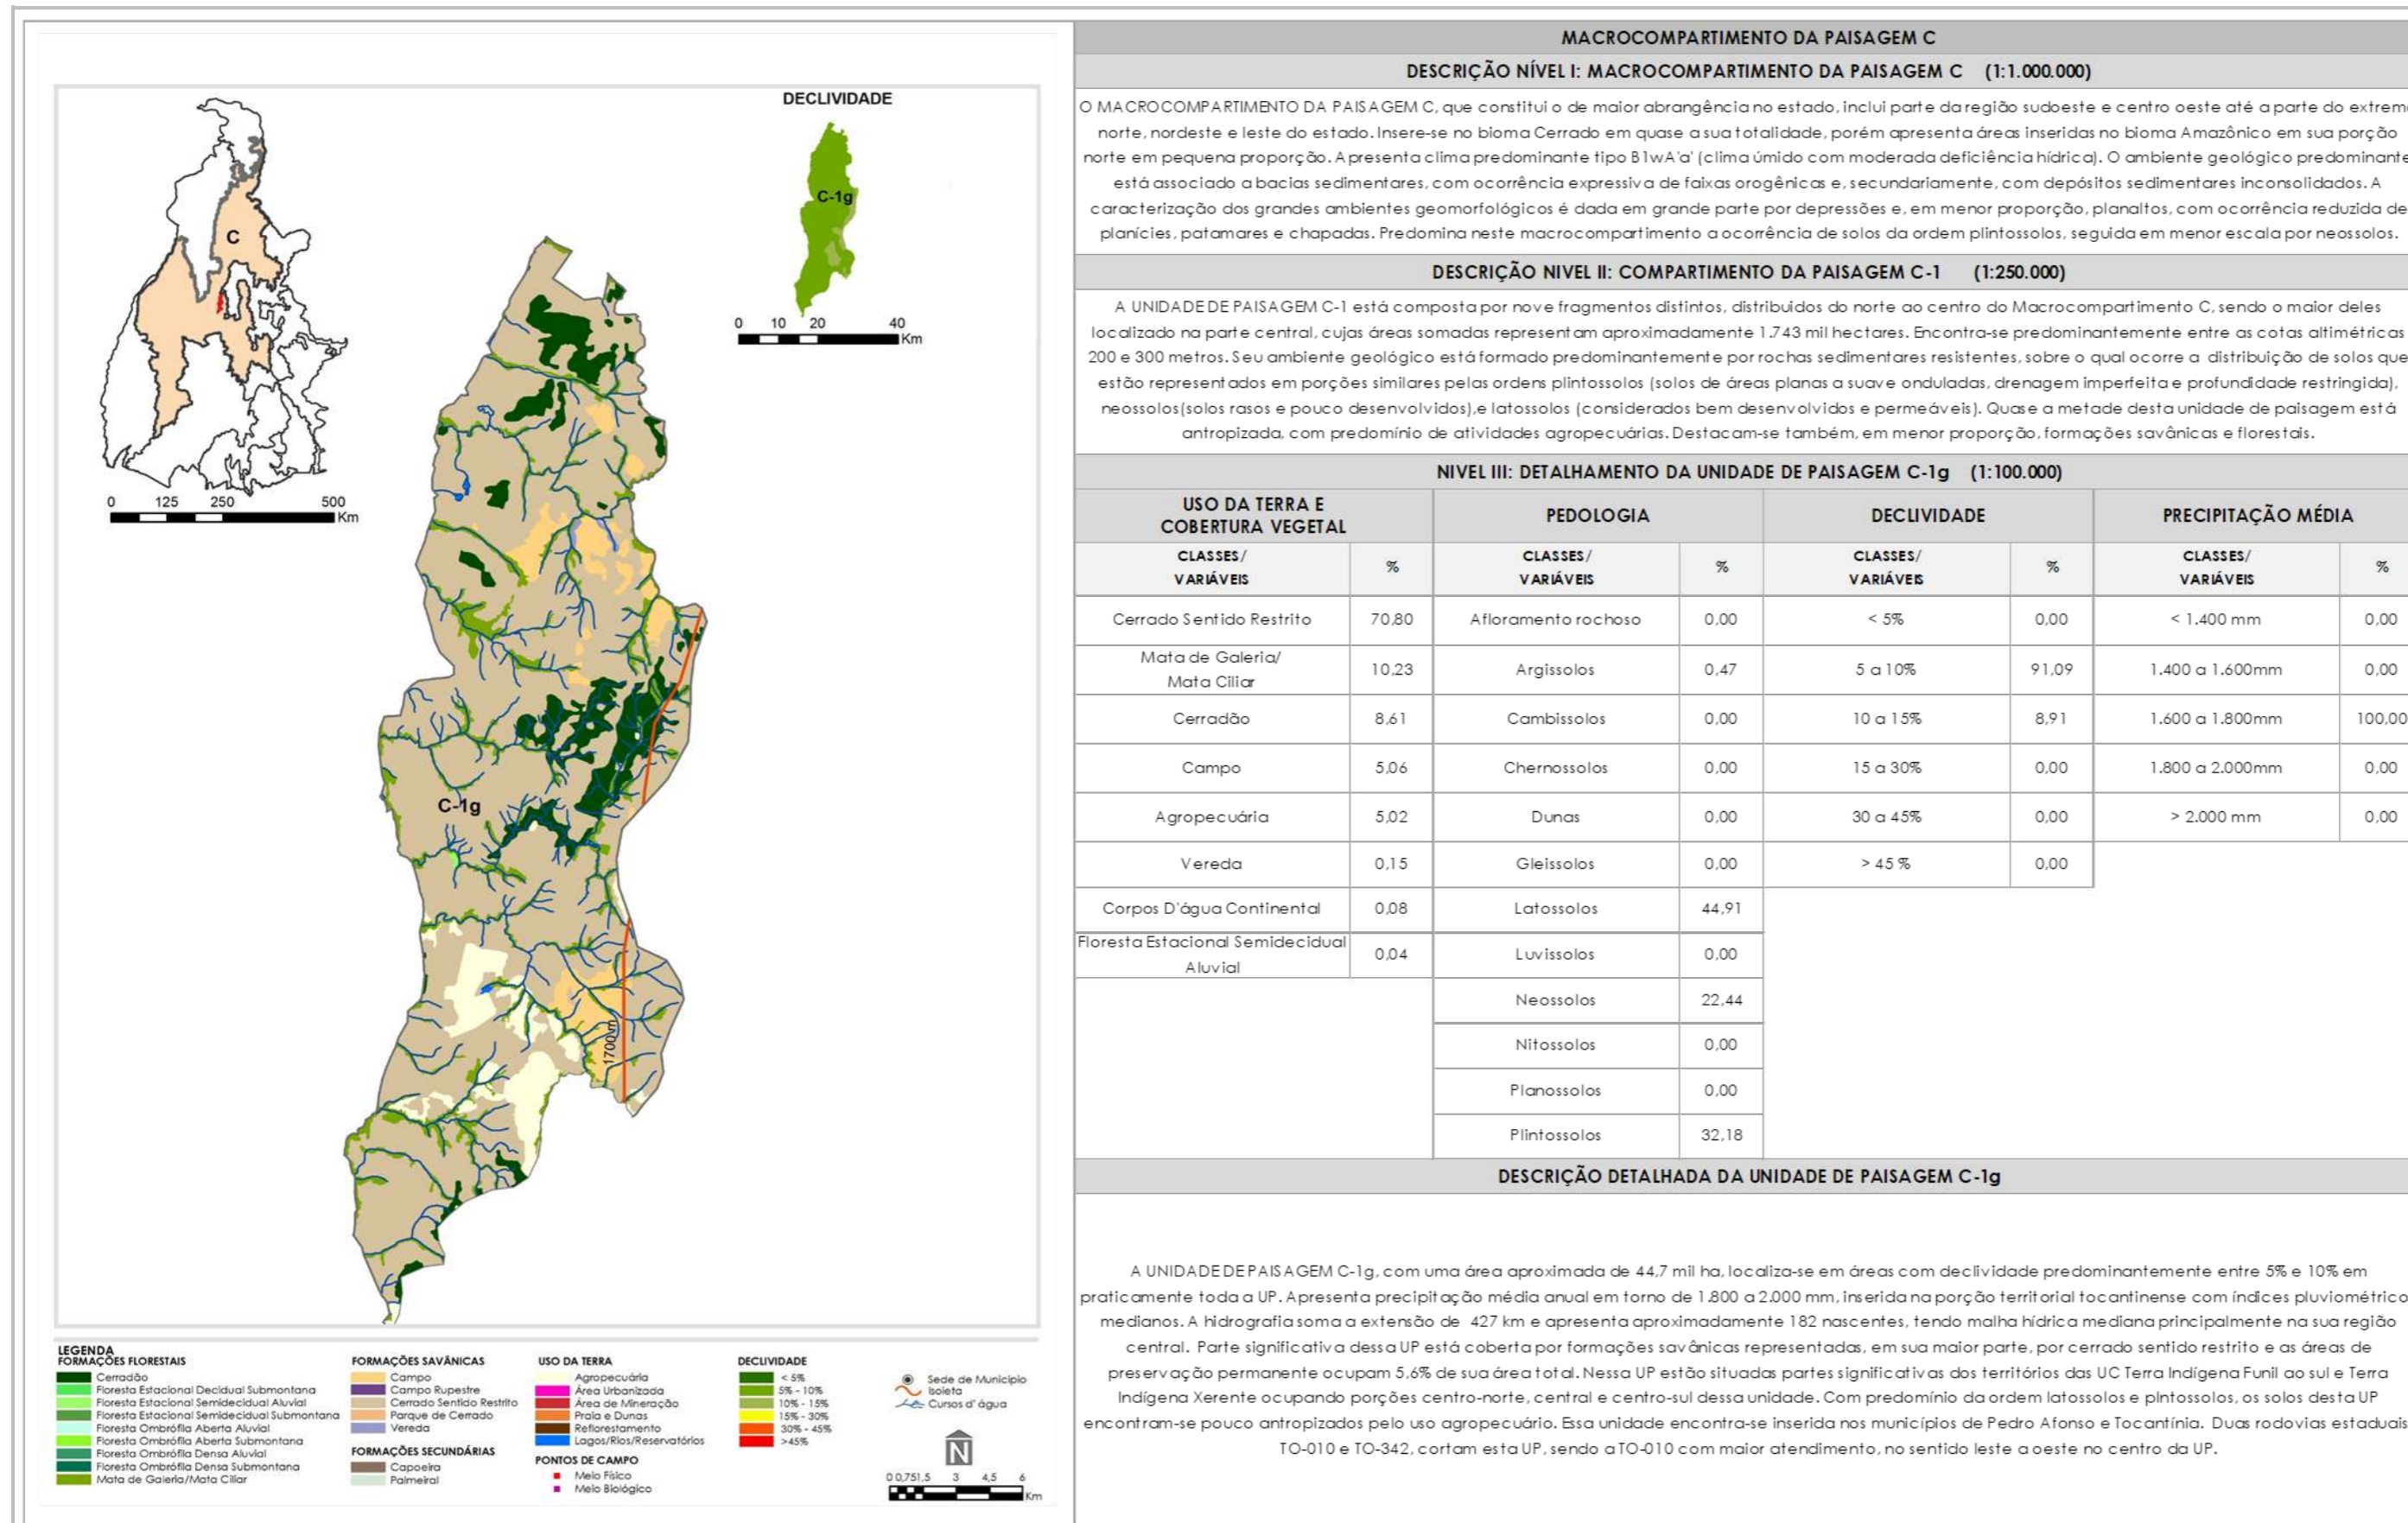 DECLIVIDADE
C-1g
0 10 20 40
Km
C
0 125 250 500
Km
C-1g
1700 m
LEGENDA
FORMAÇÕES FLORESTAIS
Cerradão
Floresta Estacional Decidual Submontana
Floresta Estacional Semidecidual Aluvial
Floresta Estacional Semidecidual Submontana
Floresta Ombrófila Aberta Aluvial
Floresta Ombrófila Aberta Submontana
Floresta Ombrófila Densa Aluvial
Floresta Ombrófila Densa Submontana
Mata de Galeria/Mata Ciliar
FORMAÇÕES SAVÂNICAS
Campo
Campo Rupestre
Cerrado Sentido Restrito
Parque de Cerrado
Vereda
FORMAÇÕES SECUNDÁRIAS
Capoeira
Palmeiral
USO DA TERRA
Agropecuária
Área Urbanizada
Área de Mineração
Praia e Dunas
Reflorestamento
Lagos/Rios/Reservatórios
PONTOS DE CAMPO
Meio Físico
Meio Biológico
DECLIVIDADE
< 5%
5% - 10%
10% - 15%
15% - 30%
30% - 45%
>45%
Sede de Município
Isoieta
Cursos d' água
N
0 0,751,5 3 4,5 6
Km
MACROCOMPARTIMENTO DA PAISAGEM C
DESCRIÇÃO NÍVEL I: MACROCOMPARTIMENTO DA PAISAGEM C (1:1.000.000)
O MACROCOMPARTIMENTO DA PAISAGEM C, que constitui o de maior abrangência no estado, inclui parte da região sudoeste e centro oeste até a parte do extrem
norte, nordeste e leste do estado. Insere-se no bioma Cerrado em quase a sua totalidade, porém apresenta áreas inseridas no bioma Amazônico em sua porção
norte em pequena proporção. Apresenta clima predominante tipo B1wA'a' (clima úmido com moderada deficiência hídrica). O ambiente geológico predominante
está associado a bacias sedimentares, com ocorrência expressiva de faixas orogênicas e, secundariamente, com depósitos sedimentares inconsolidados. A
caracterização dos grandes ambientes geomorfológicos é dada em grande parte por depressões e, em menor proporção, planaltos, com ocorrência reduzida de
planícies, patamares e chapadas. Predomina neste macrocompartimento a ocorrência de solos da ordem plintossolos, seguida em menor escala por neossolos.
DESCRIÇÃO NIVEL II: COMPARTIMENTO DA PAISAGEM C-1 (1:250.000)
A UNIDADE DE PAISAGEM C-1 está composta por nove fragmentos distintos, distribuidos do norte ao centro do Macrocompartimento C, sendo o maior deles
localizado na parte central, cujas áreas somadas representam aproximadamente 1.743 mil hectares. Encontra-se predominantemente entre as cotas altimétricas
200 e 300 metros. Seu ambiente geológico está formado predominantemente por rochas sedimentares resistentes, sobre o qual ocorre a distribuição de solos que
estão representados em porções similares pelas ordens plintossolos (solos de áreas planas a suave onduladas, drenagem imperfeita e profundidade restringida),
neossolos(solos rasos e pouco desenvolvidos),e latossolos (considerados bem desenvolvidos e permeáveis). Quase a metade desta unidade de paisagem está
antropizada, com predomínio de atividades agropecuárias. Destacam-se também, em menor proporção, formações savânicas e florestais.
NIVEL III: DETALHAMENTO DA UNIDADE DE PAISAGEM C-1g (1:100.000)
USO DA TERRA E
COBERTURA VEGETAL PEDOLOGIA DECLIVIDADE PRECIPITAÇÃO MÉDIA
CLASSES/ CLASSES/ CLASSES/ CLASSES/
VARIÁVEIS % VARIÁVEIS % VARIÁVEIS % VARIÁVEIS %
Cerrado Sentido Restrito 70,80 Afloramento rochoso 0,00 < 5% 0,00 < 1.400 mm 0,00
Mata de Galeria/
Mata Ciliar 10,23 Argissolos 0,47 5 a 10% 91,09 1.400 a 1.600mm 0,00
Cerradão 8,61 Cambissolos 0,00 10 a 15% 8,91 1.600 a 1.800mm 100,00
Campo 5,06 Chernossolos 0,00 15 a 30% 0,00 1.800 a 2.000mm 0,00
Agropecuária 5,02 Dunas 0,00 30 a 45% 0,00 > 2.000 mm 0,00
Vereda 0,15 Gleissolos 0,00 > 45 % 0,00
Corpos D'água Continental 0,08 Latossolos 44,91
Floresta Estacional Semidecidual
Aluvial 0,04 Luvissolos 0,00
Neossolos 22,44
Nitossolos 0,00
Planossolos 0,00
Plintossolos 32,18
DESCRIÇÃO DETALHADA DA UNIDADE DE PAISAGEM C-1g
A UNIDADE DE PAISAGEM C-1g, com uma área aproximada de 44,7 mil ha, localiza-se em áreas com declividade predominantemente entre 5% e 10% em
praticamente toda a UP. Apresenta precipitação média anual em torno de 1.800 a 2.000 mm, inserida na porção territorial tocantinense com índices pluviométrico
medianos. A hidrografia soma a extensão de 427 km e apresenta aproximadamente 182 nascentes, tendo malha hídrica mediana principalmente na sua região
central. Parte significativa dessa UP está coberta por formações savânicas representadas, em sua maior parte, por cerrado sentido restrito e as áreas de
preservação permanente ocupam 5,6% de sua área total. Nessa UP estão situadas partes significativas dos territórios das UC Terra Indígena Funil ao sul e Terra
Indígena Xerente ocupando porções centro-norte, central e centro-sul dessa unidade. Com predomínio da ordem latossolos e plntossolos, os solos desta UP
encontram-se pouco antropizados pelo uso agropecuário. Essa unidade encontra-se inserida nos municípios de Pedro Afonso e Tocantínia. Duas rodovias estaduais
TO-010 e TO-342, cortam esta UP, sendo a TO-010 com maior atendimento, no sentido leste a oeste no centro da UP.